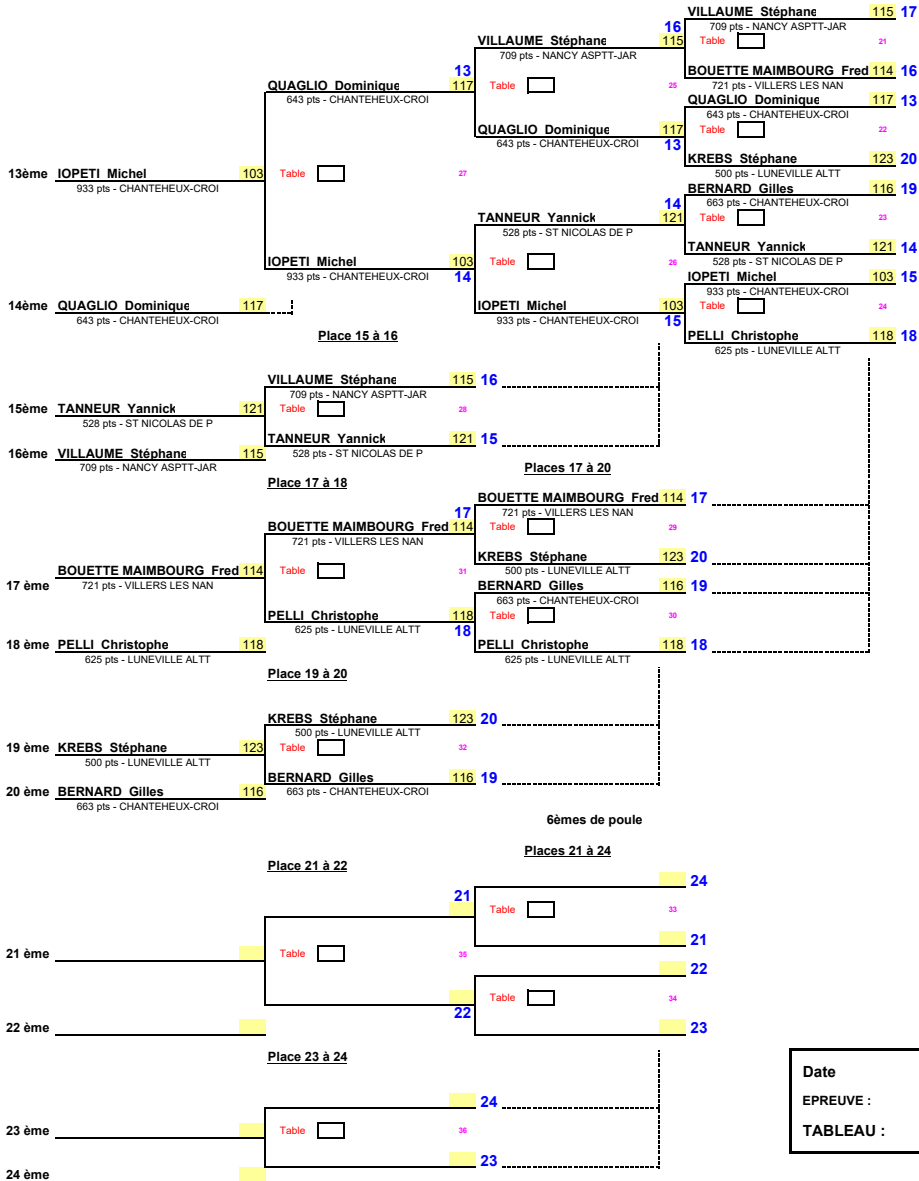 VILLAUME Stéphane 115 17
16 709 pts - NANCY ASPTT-JAR
VILLAUME Stéphane 115 Table 21
709 pts - NANCY ASPTT-JAR
13 BOUETTE MAIMBOURG Fred 114 16
QUAGLIO Dominique 117 Table 25 721 pts - VILLERS LES NAN
643 pts - CHANTEHEUX-CROI QUAGLIO Dominique 117 13
643 pts - CHANTEHEUX-CROI
QUAGLIO Dominique 117 Table 22
643 pts - CHANTEHEUX-CROI 13
KREBS Stéphane 123 20
13ème IOPETI Michel 103 Table 27 500 pts - LUNEVILLE ALTT
933 pts - CHANTEHEUX-CROI BERNARD Gilles 116 19
14 663 pts - CHANTEHEUX-CROI
TANNEUR Yannick 121 Table 23
528 pts - ST NICOLAS DE P
TANNEUR Yannick 121 14
IOPETI Michel 103 Table 26 528 pts - ST NICOLAS DE P
933 pts - CHANTEHEUX-CROI 14 IOPETI Michel 103 15
933 pts - CHANTEHEUX-CROI
14ème QUAGLIO Dominique 117 IOPETI Michel 103 Table 24
643 pts - CHANTEHEUX-CROI 933 pts - CHANTEHEUX-CROI 15
Place 15 à 16 PELLI Christophe 118 18
625 pts - LUNEVILLE ALTT
VILLAUME Stéphane 115 16
709 pts - NANCY ASPTT-JAR
15ème TANNEUR Yannick 121 Table 28
528 pts - ST NICOLAS DE P
TANNEUR Yannick 121 15
16ème VILLAUME Stéphane 115 528 pts - ST NICOLAS DE P
709 pts - NANCY ASPTT-JAR Places 17 à 20
Place 17 à 18
BOUETTE MAIMBOURG Fred 114 17
17 721 pts - VILLERS LES NAN
BOUETTE MAIMBOURG Fred 114 Table 29
721 pts - VILLERS LES NAN
KREBS Stéphane 123 20
BOUETTE MAIMBOURG Fred 114 Table 31 500 pts - LUNEVILLE ALTT
17 ème 721 pts - VILLERS LES NAN BERNARD Gilles 116 19
663 pts - CHANTEHEUX-CROI
PELLI Christophe 118 Table 30
625 pts - LUNEVILLE ALTT 18
18 ème PELLI Christophe 118 PELLI Christophe 118 18
625 pts - LUNEVILLE ALTT 625 pts - LUNEVILLE ALTT
Place 19 à 20
KREBS Stéphane 123 20
500 pts - LUNEVILLE ALTT
19 ème KREBS Stéphane 123 Table 32
500 pts - LUNEVILLE ALTT
BERNARD Gilles 116 19
20 ème BERNARD Gilles 116 663 pts - CHANTEHEUX-CROI
663 pts - CHANTEHEUX-CROI
6èmes de poule
Places 21 à 24
Place 21 à 22
24
21
Table 33
21
21 ème Table 35
22
Table 34
22
22 ème 23
Place 23 à 24
Date
24
EPREUVE :
23 ème Table 36
TABLEAU :
23
24 ème